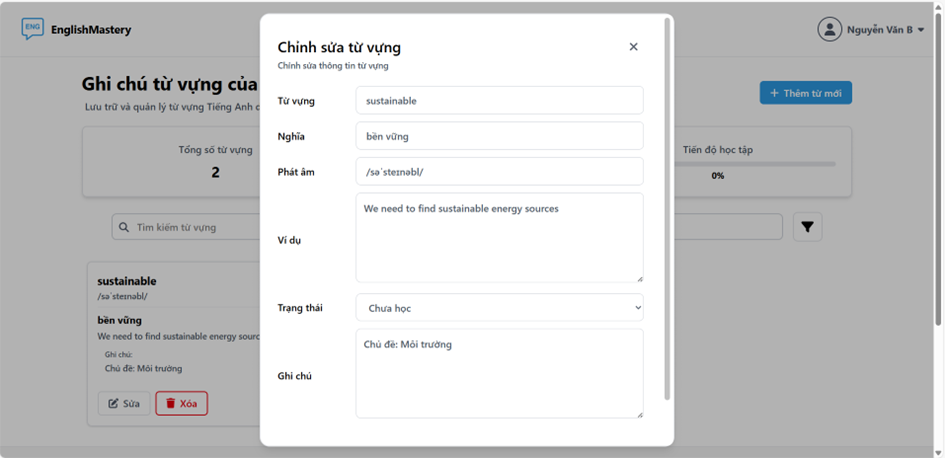 ENG
EnglishMastery
Nguyễn Văn B
Ghi chú từ vựng của
Lưu trữ và quản lý từ vựng Tiếng Anh c
Thêm từ mới
Tổng số từ vựng
2
Tiến độ học tập
0%
Tìm kiếm từ vựng
sustainable
/səˈsteɪnəbl/
bền vững
We need to find sustainable energy sourc
Ghi chú:
Chủ đề: Môi trường
Sửa
Xóa
Chỉnh sửa từ vựng
Chỉnh sửa thông tin từ vựng
Từ vựng
sustainable
Nghĩa
bền vững
Phát âm
/səˈsteɪnəbl/
Ví dụ
We need to find sustainable energy sources
Trạng thái
Chưa học
Ghi chú
Chủ đề: Môi trường